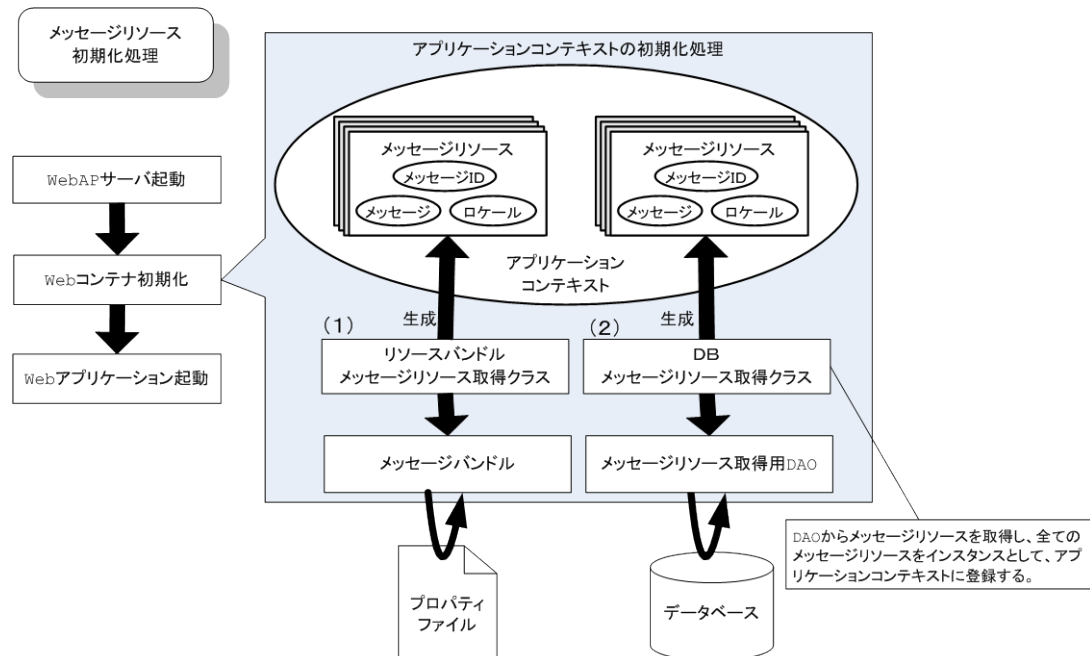 メッセージリソース
初期化処理
WebAPサーバ起動
Webコンテナ初期化
Webアプリケーション起動
アプリケーションコンテキストの初期化処理
メッセージリソース
メッセージID
メッセージ
ロケール
メッセージリソース
メッセージID
メッセージ
ロケール
アプリケーション
コンテキスト
(1)
生成
(2)
生成
リソースバンドル
メッセージリソース取得クラス
DB
メッセージリソース取得クラス
メッセージバンドル
メッセージリソース取得用DAO
プロパティ
ファイル
データベース
DAOからメッセージリソースを取得し、全ての
メッセージリソースをインスタンスとして、アプ
リケーションコンテキストに登録する。